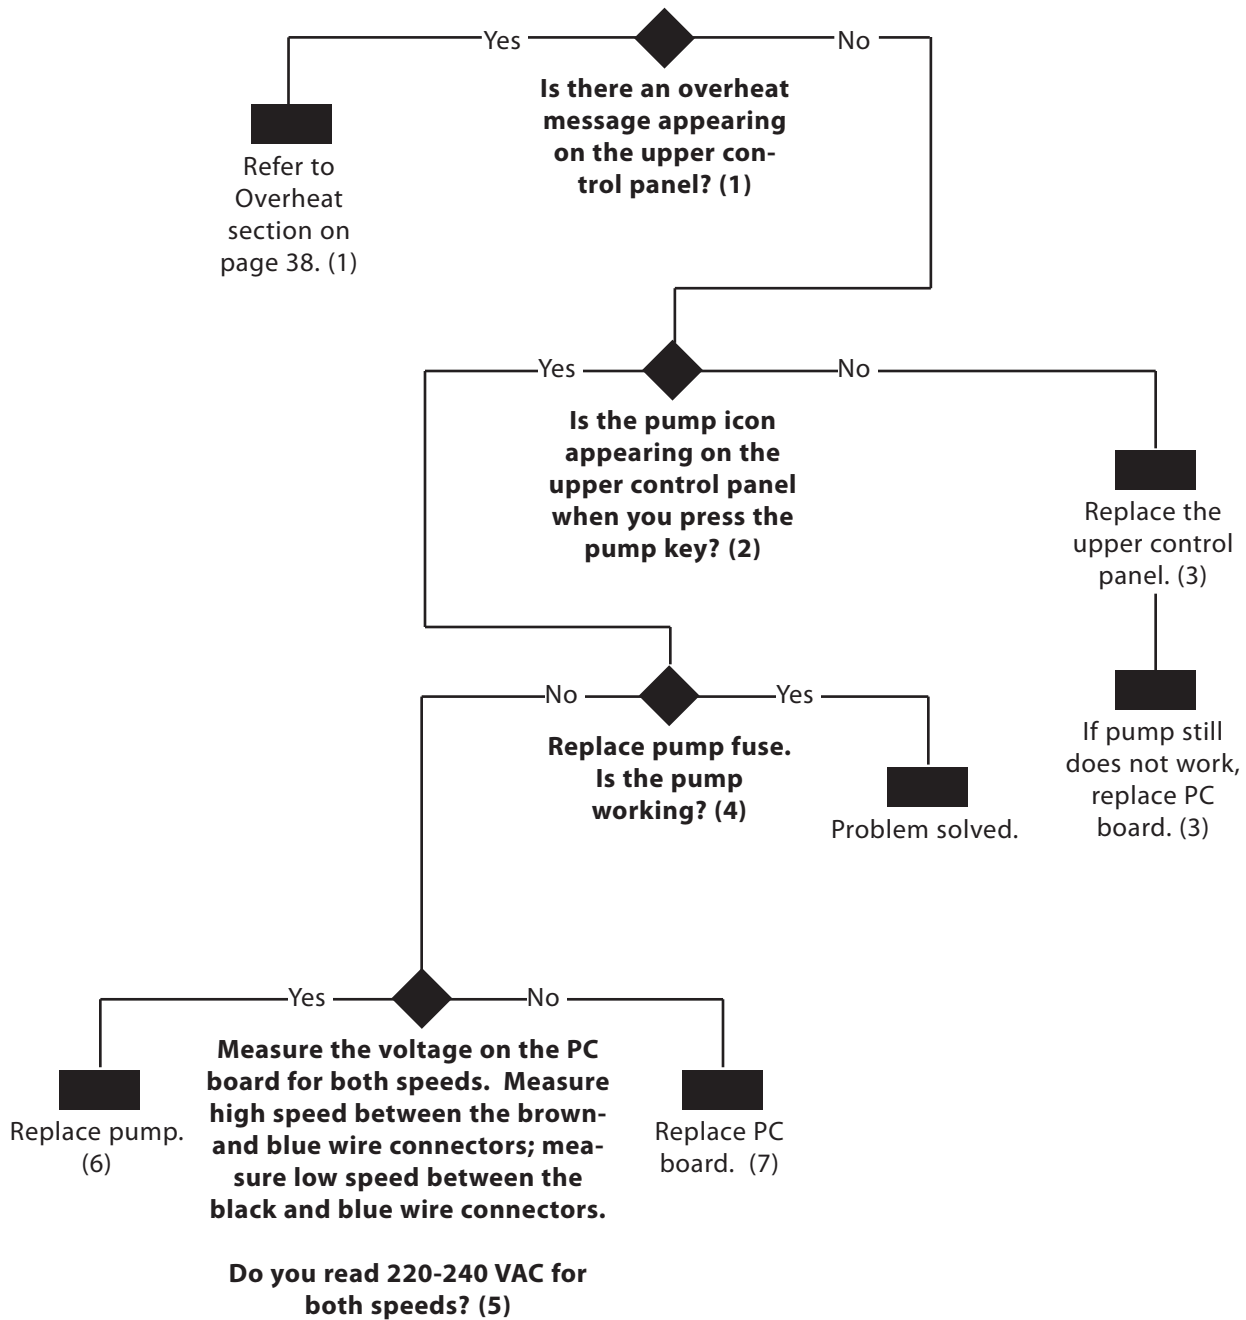 Yes
No
Is there an overheat
message appearing
on the upper con-
trol panel? (1)
Refer to
Overheat
section on
page 38. (1)
Yes
No
Is the pump icon
appearing on the
upper control panel
when you press the
pump key? (2)
Replace the
upper control
panel. (3)
No
Yes
Replace pump fuse.
Is the pump
working? (4)
Problem solved.
If pump still
does not work,
replace PC
board. (3)
Yes
No
Measure the voltage on the PC
board for both speeds.  Measure
high speed between the brown-
and blue wire connectors; mea-
sure low speed between the
black and blue wire connectors.
Do you read 220-240 VAC for
both speeds? (5)
Replace pump.
(6)
Replace PC
board.  (7)